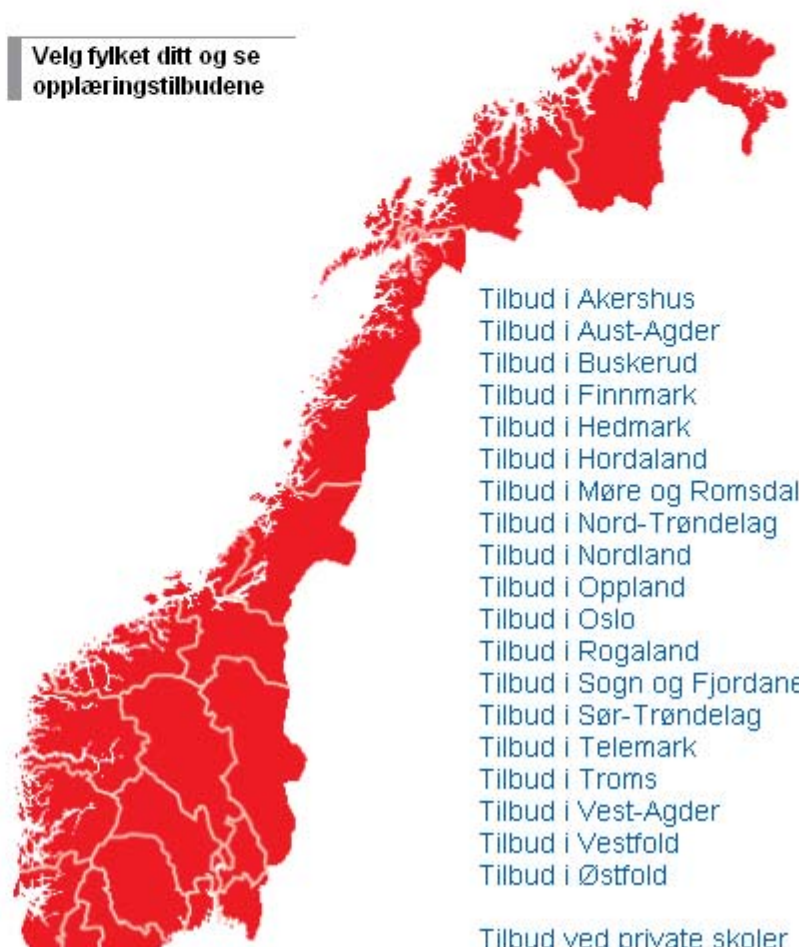 Velg fylket ditt og se
opplæringstilbudene
Tilbud i Akershus
Tilbud i Aust-Agder
Tilbud i Buskerud
Tilbud i Finnmark
Tilbud i Hedmark
Tilbud i Hordaland
Tilbud i Møre og Romsdal
Tilbud i Nord-Trøndelag
Tilbud i Nordland
Tilbud i Oppland
Tilbud i Oslo
Tilbud i Rogaland
Tilbud i Sogn og Fjordane
Tilbud i Sør-Trøndelag
Tilbud i Telemark
Tilbud i Troms
Tilbud i Vest-Agder
Tilbud i Vestfold
Tilbud i Østfold
Tilbud ved private skoler